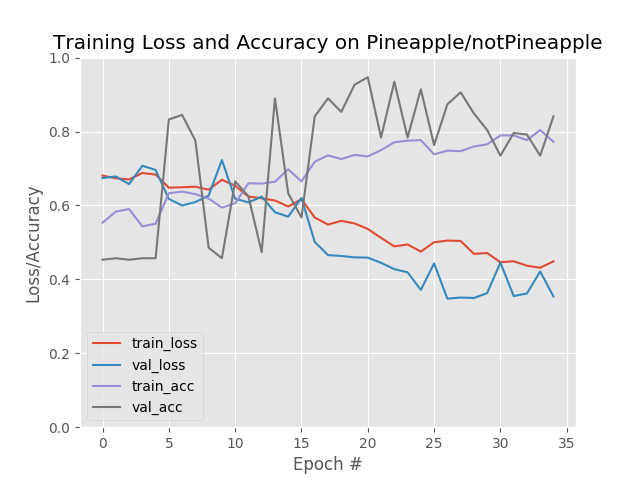 Training Loss and Accuracy on Pineapple/notPineapple
1.0
0.8
0.6
0.4
0.2
0.0
Loss/Accuracy
train_loss
val_loss
train_acc
val_acc
0 5 10 15 20 25 30 35
Epoch #